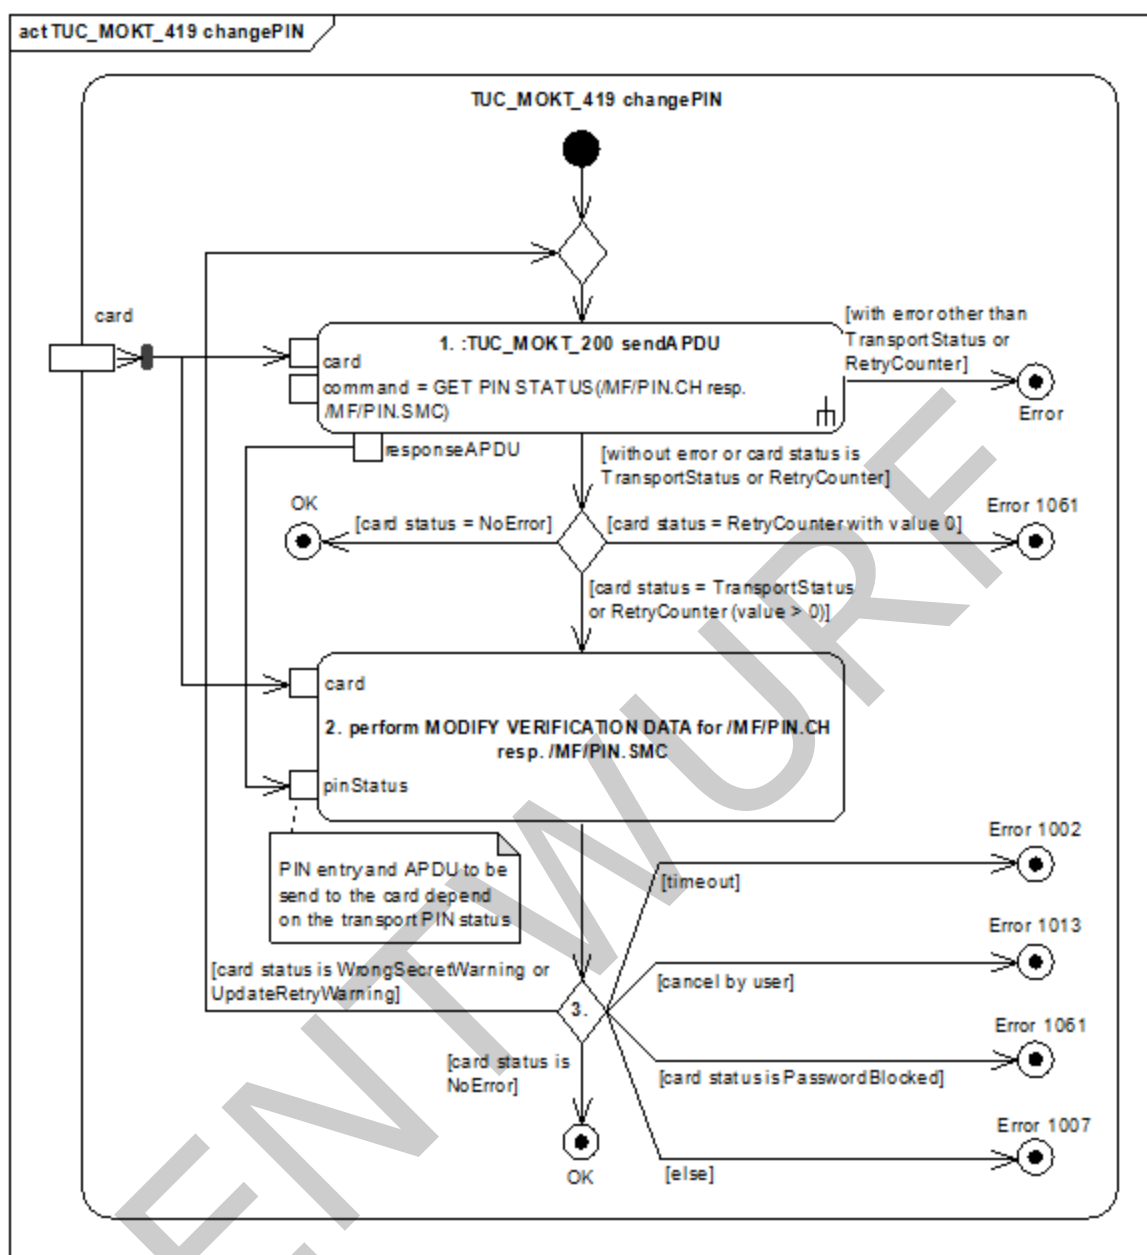 act TUC_MOKT_419 changePIN
TUC_MOKT_419 changePIN
card
1. :TUC_MOKT_200 sendAPDU
card
command = GET PIN STATUS(/MF/PIN.CH resp.
/MF/PIN.SMC)
[with error other than
TransportStatus or
RetryCounter]
Error
responseAPDU
[without error or card status is
TransportStatus or RetryCounter]
OK
[card status = NoError]
[card status = RetryCounter with value 0]
Error 1061
[card status = TransportStatus
or RetryCounter (value > 0)]
card
2. perform MODIFY VERIFICATION DATA for /MF/PIN.CH
resp. /MF/PIN.SMC
pinStatus
PIN entry and APDU to be
send to the card depend
on the transport PIN status
Error 1002
[timeout]
Error 1013
[cancel by user]
[card status is WrongSecretWarning or
UpdateRetryWarning]
3.
Error 1061
[card status is PasswordBlocked]
[card status is
NoError]
OK
Error 1007
[else]
ENTWURF